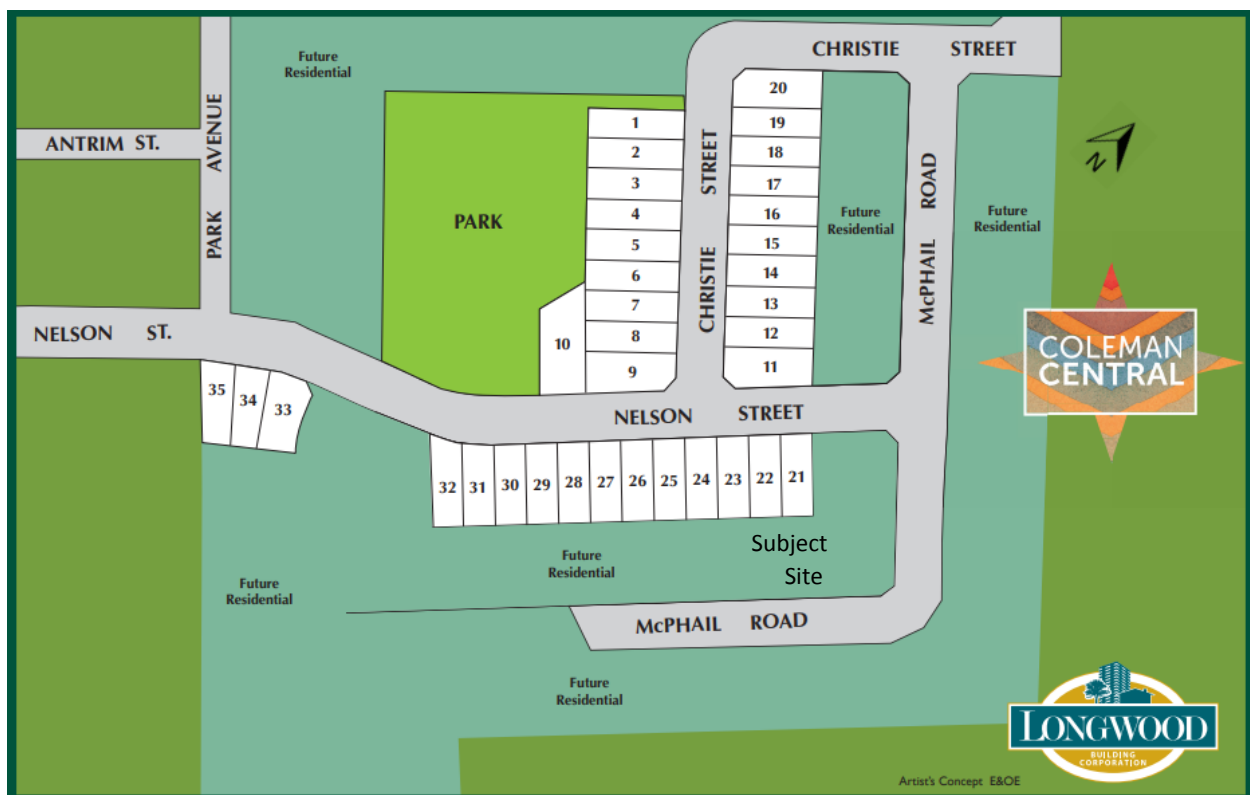 Future
Residential
CHRISTIE STREET
ANTRIM ST.
PARK AVENUE
PARK
1
2
3
4
5
6
7
8
9
10
CHRISTIE STREET
20
19
18
17
16
15
14
13
12
11
Future
Residential
McPHAIL ROAD
Future
Residential
N
COLEMAN
CENTRAL
NELSON ST.
35
34
33
NELSON STREET
32
31
30
29
28
27
26
25
24
23
22
21
Subject
Site
Future
Residential
Future
Residential
McPHAIL ROAD
Future
Residential
LONGWOOD
BUILDING
CORPORATION
Artist's Concept E&OE